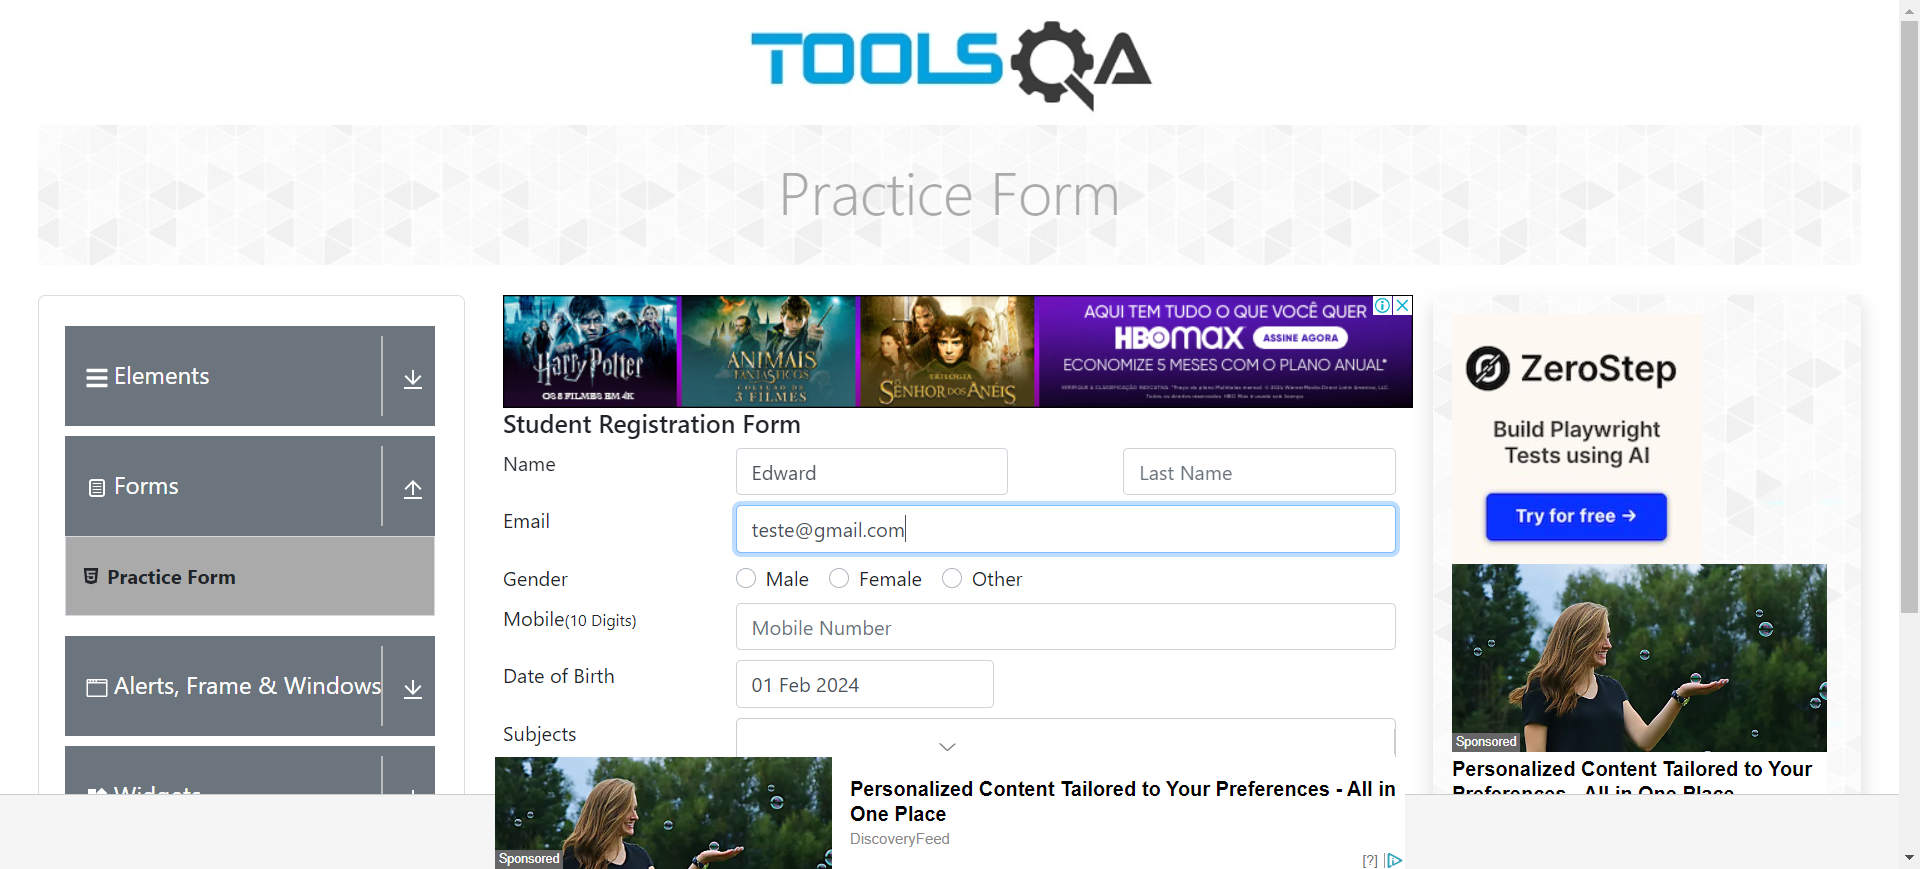 TOOLSQA
Practice Form
Elements
Forms
Practice Form
Alerts, Frame & Windows
Widgets
Harry Potter
OS 8 FILMES EM 4K
ANIMAIS
FANTÁSTICOS
COLEÇÃO DE
3 FILMES
TRILOGIA
O SENHOR DOS ANÉIS
AQUI TEM TUDO O QUE VOCÊ QUER
HBOMAX ASSINE AGORA
ECONOMIZE 5 MESES COM O PLANO ANUAL*
Student Registration Form
Name
Edward
Last Name
Email
teste@gmail.com
Gender
Male
Female
Other
Mobile(10 Digits)
Mobile Number
Date of Birth
01 Feb 2024
Subjects
Sponsored
Personalized Content Tailored to Your Preferences - All in
One Place
DiscoveryFeed
[?]
ZeroStep
Build Playwright
Tests using AI
Try for free →
Sponsored
Personalized Content Tailored to Your
Preferences - All in One Place